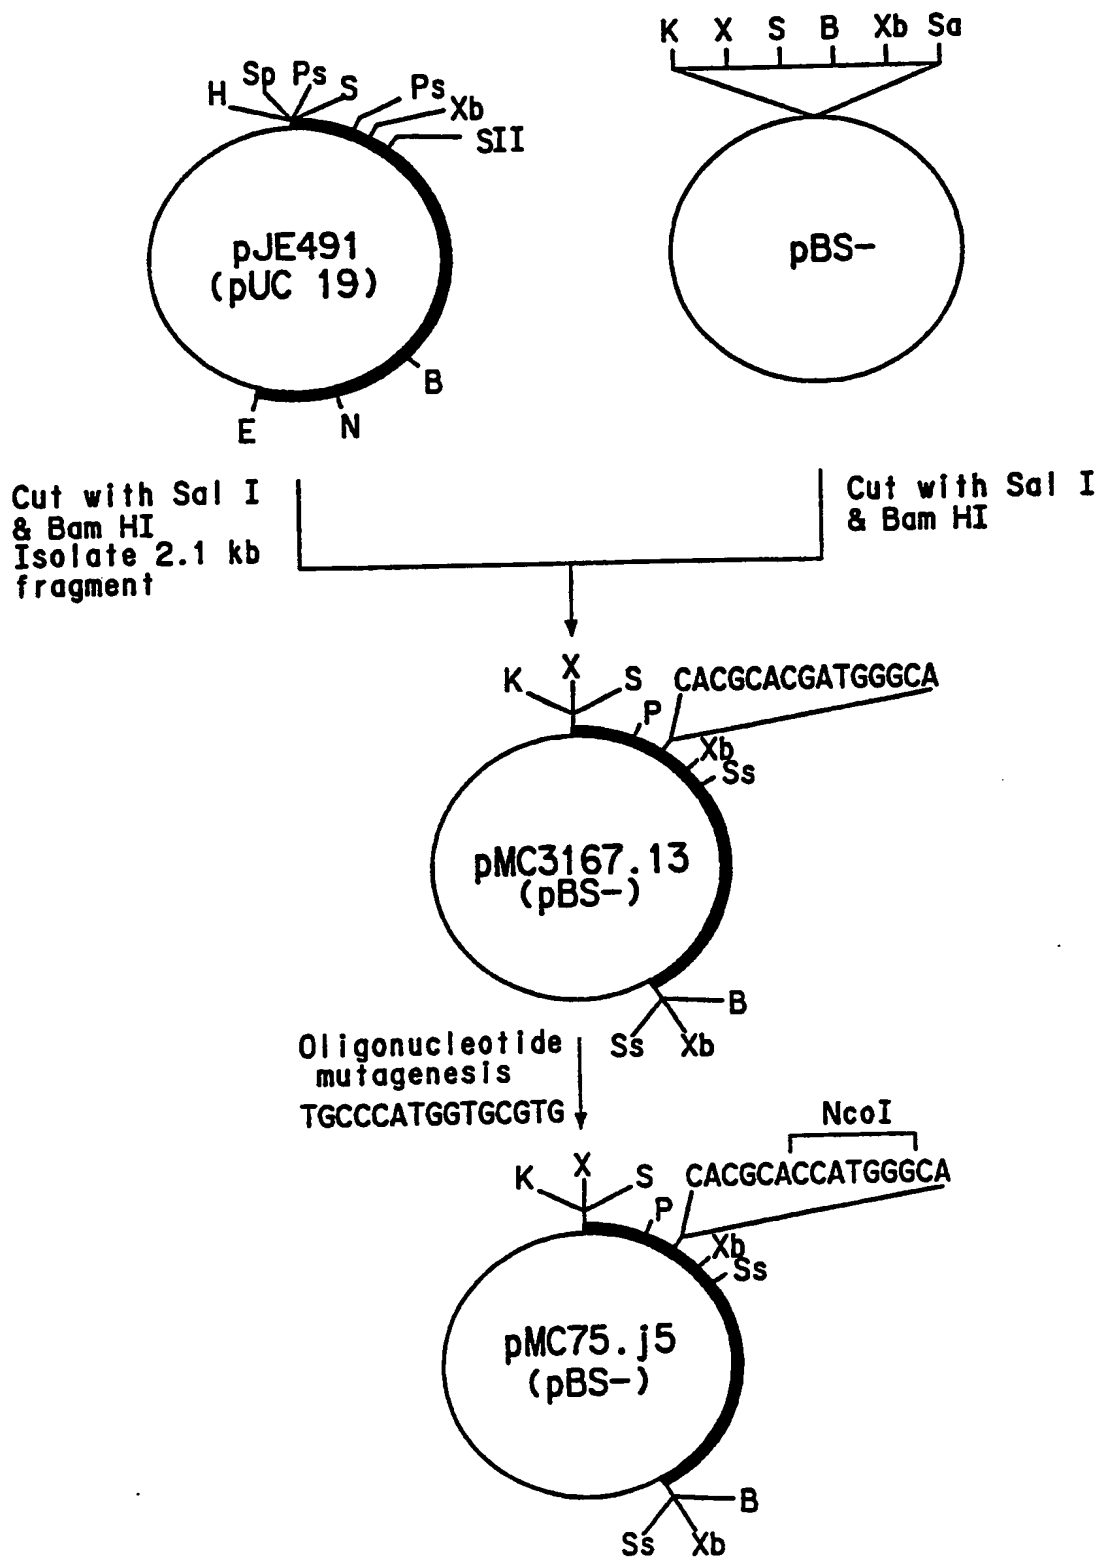 K X S B Xb Sa
H Sp Ps S Ps Xb SII
pJE491
(pUC 19)
pBS-
B
N
E
Cut with Sal I
& Bam HI
Isolate 2.1 kb
fragment
Cut with Sal I
& Bam HI
K X S CACGCACGATGGGCA
P
Xb
Ss
pMC3167.13
(pBS-)
B
Ss Xb
Oligonucleotide
mutagenesis
TGCCCATGGTGCGTG
NcoI
K X S CACGCACCATGGGCA
P
Xb
Ss
pMC75.j5
(pBS-)
B
Ss Xb